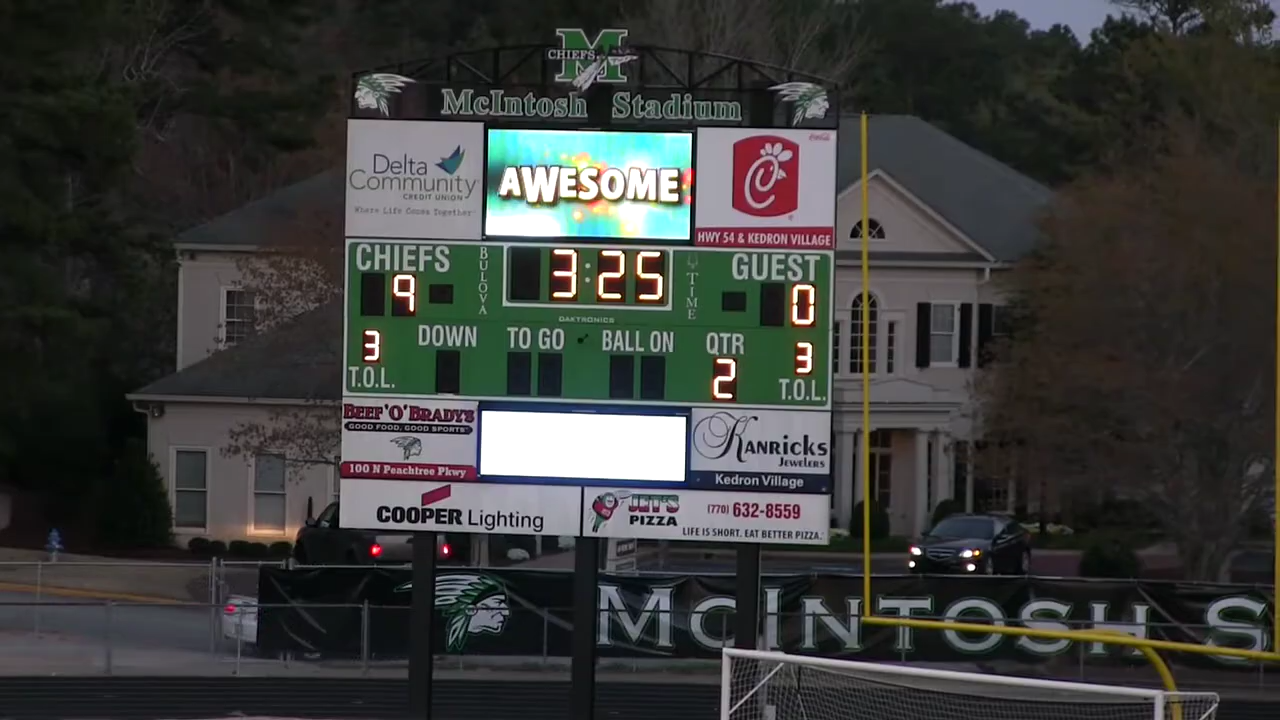 M
CHIEFS
McIntosh Stadium
Delta
Community
CREDIT UNION
Where Life Comes Together
AWESOME
HWY 54 & KEDRON VILLAGE
CHIEFS
BULOVA
3:25
TIME
GUEST
9
0
DAKTRONICS
DOWN TO GO BALL ON QTR
3
2
3
T.O.L.
T.O.L.
BEEF 'O' BRADY'S
GOOD FOOD, GOOD SPORTS
100 N Peachtree Pkwy
KANRICKS
JEWELERS
Kedron Village
COOPER Lighting
JET'S
PIZZA
(770) 632-8559
LIFE IS SHORT. EAT BETTER PIZZA.
MCINTOSH S